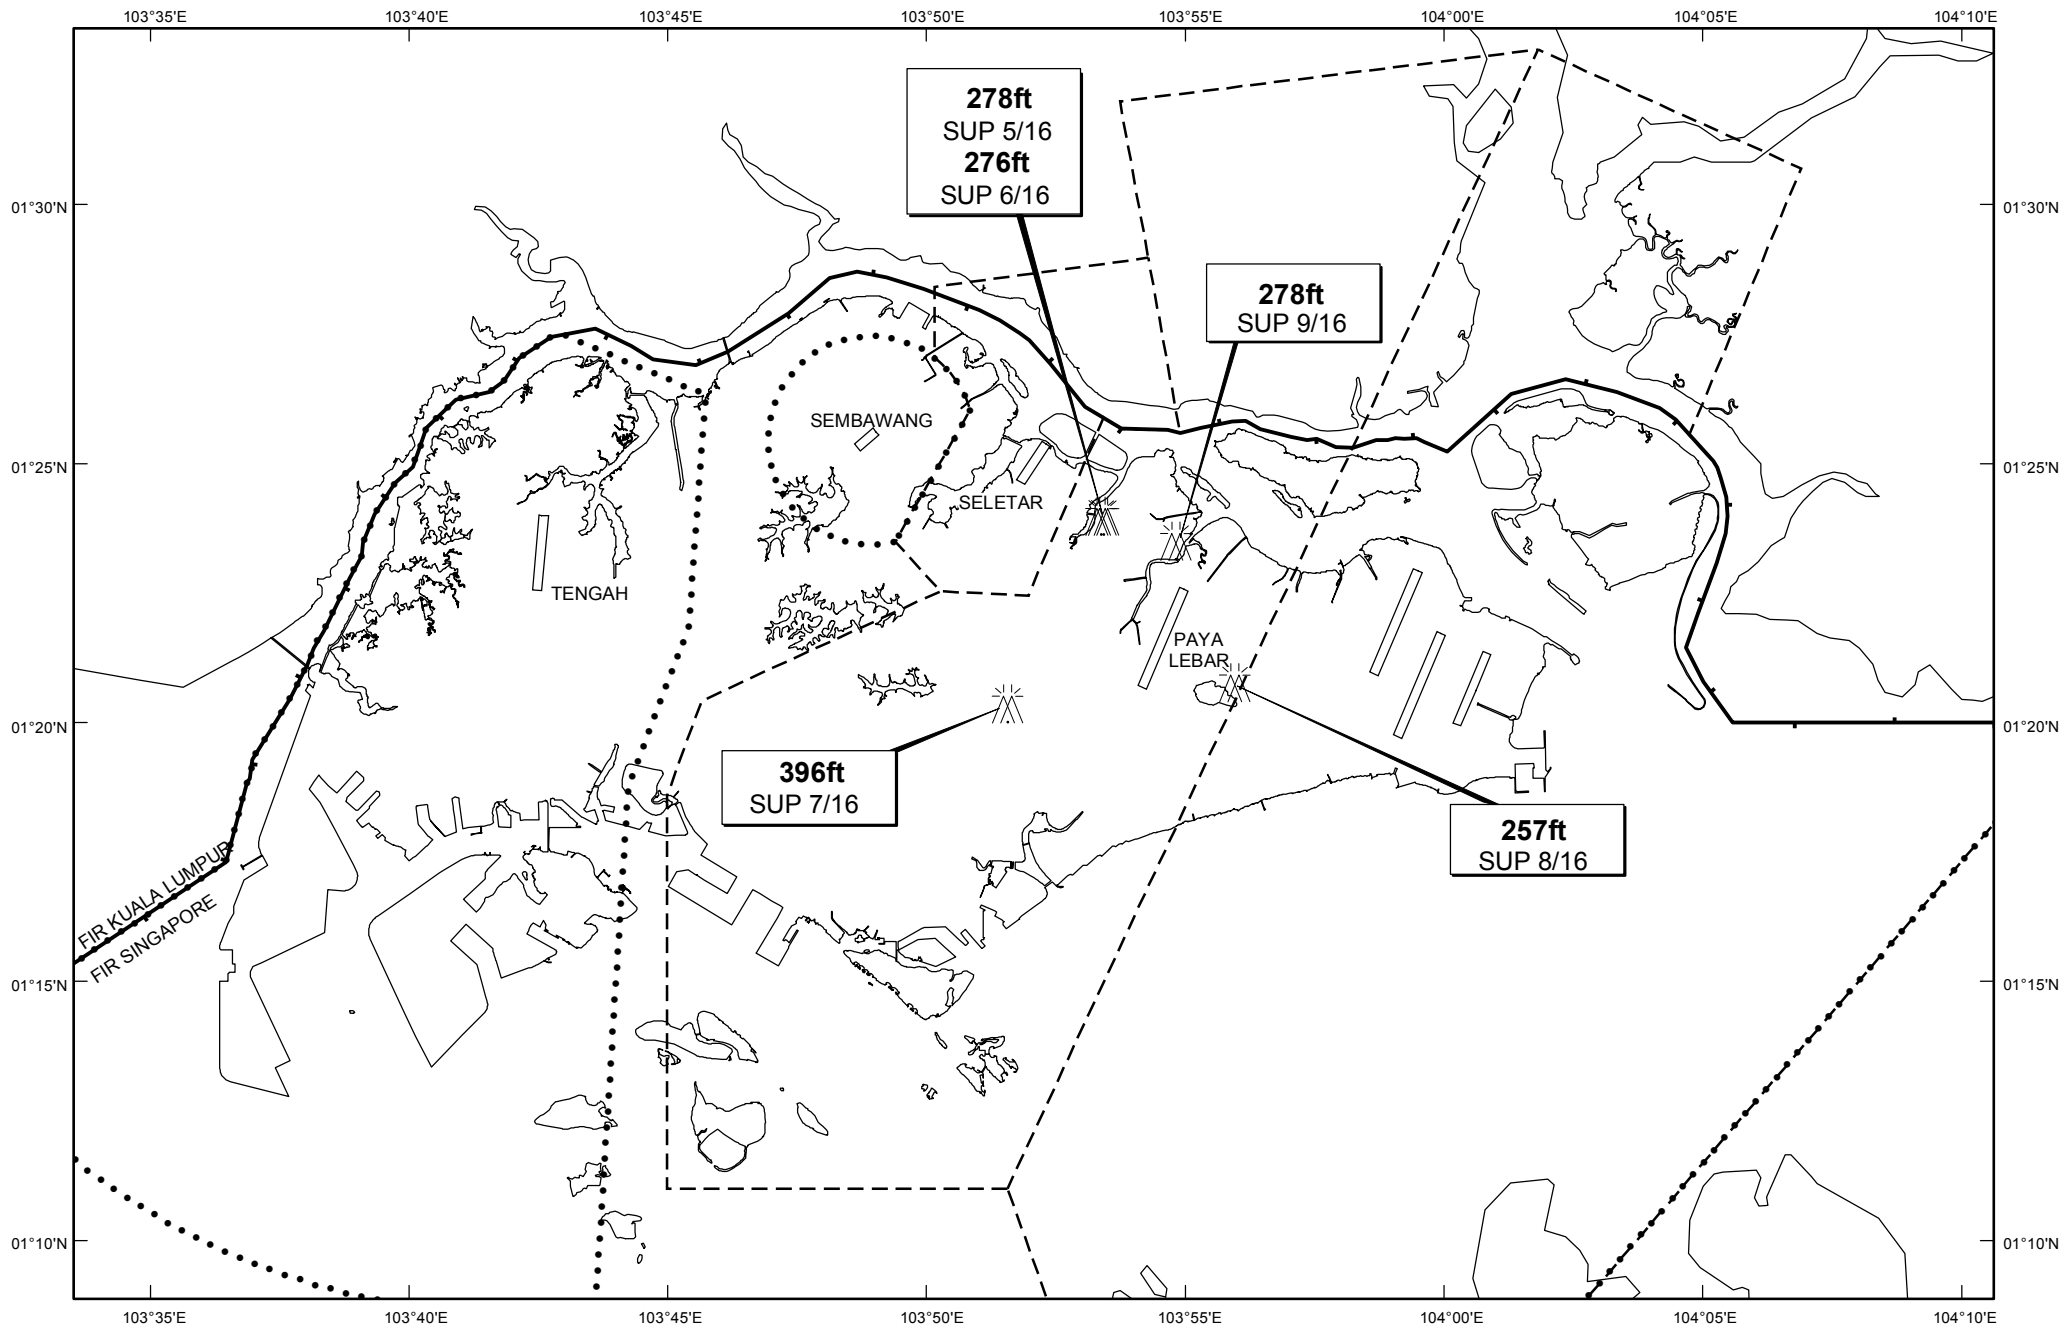 103°35'E
103°40'E
103°45'E
103°50'E
103°55'E
104°00'E
104°05'E
104°10'E
278ft
SUP 5/16
276ft
SUP 6/16
01°30'N
01°30'N
278ft
SUP 9/16
SEMBAWANG
01°25'N
01°25'N
SELETAR
TENGAH
PAYA
LEBAR
01°20'N
01°20'N
396ft
SUP 7/16
257ft
SUP 8/16
FIR KUALA LUMPUR
FIR SINGAPORE
01°15'N
01°15'N
01°10'N
01°10'N
103°35'E
103°40'E
103°45'E
103°50'E
103°55'E
104°00'E
104°05'E
104°10'E